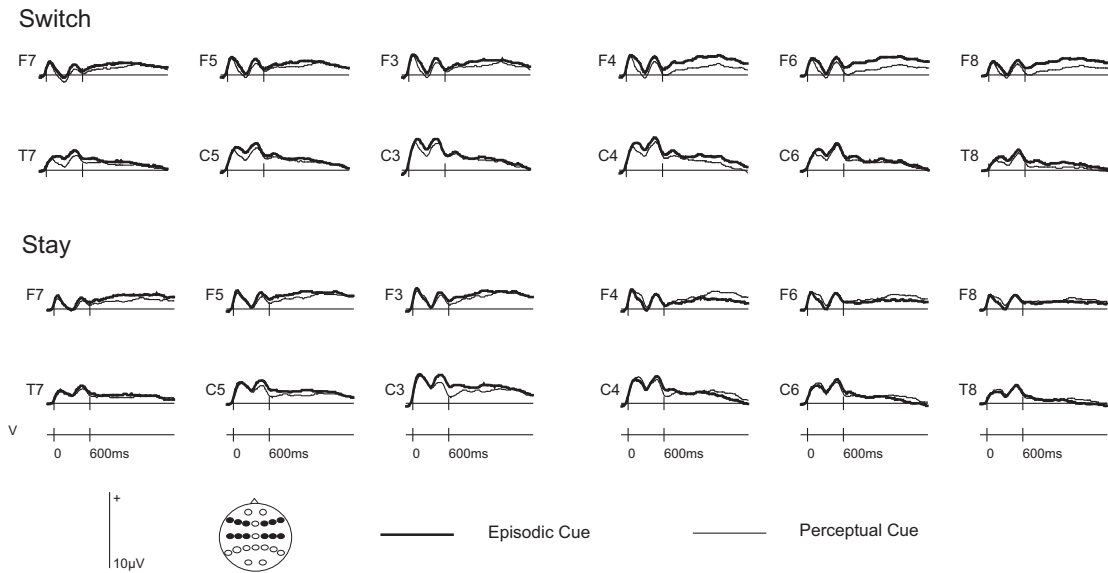 Switch
F7 F5 F3 F4 F6 F8
T7 C5 C3 C4 C6 T8
Stay
F7 F5 F3 F4 F6 F8
T7 C5 C3 C4 C6 T8
V
0 600ms 0 600ms 0 600ms 0 600ms 0 600ms 0 600ms
+
Episodic Cue Perceptual Cue
10µV